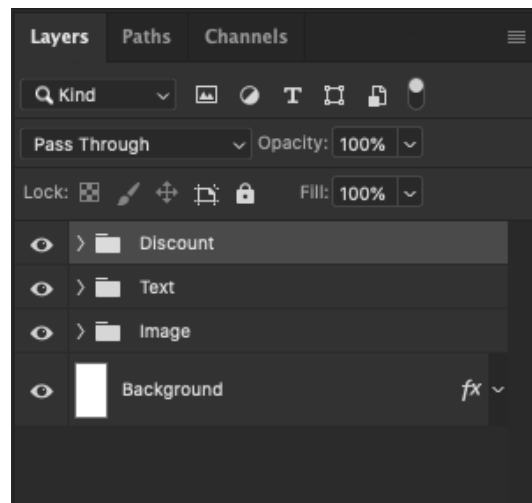 Layers Paths Channels
Kind T
Pass Through Opacity: 100%
Lock: Fill: 100%
Discount
Text
Image
Background fx